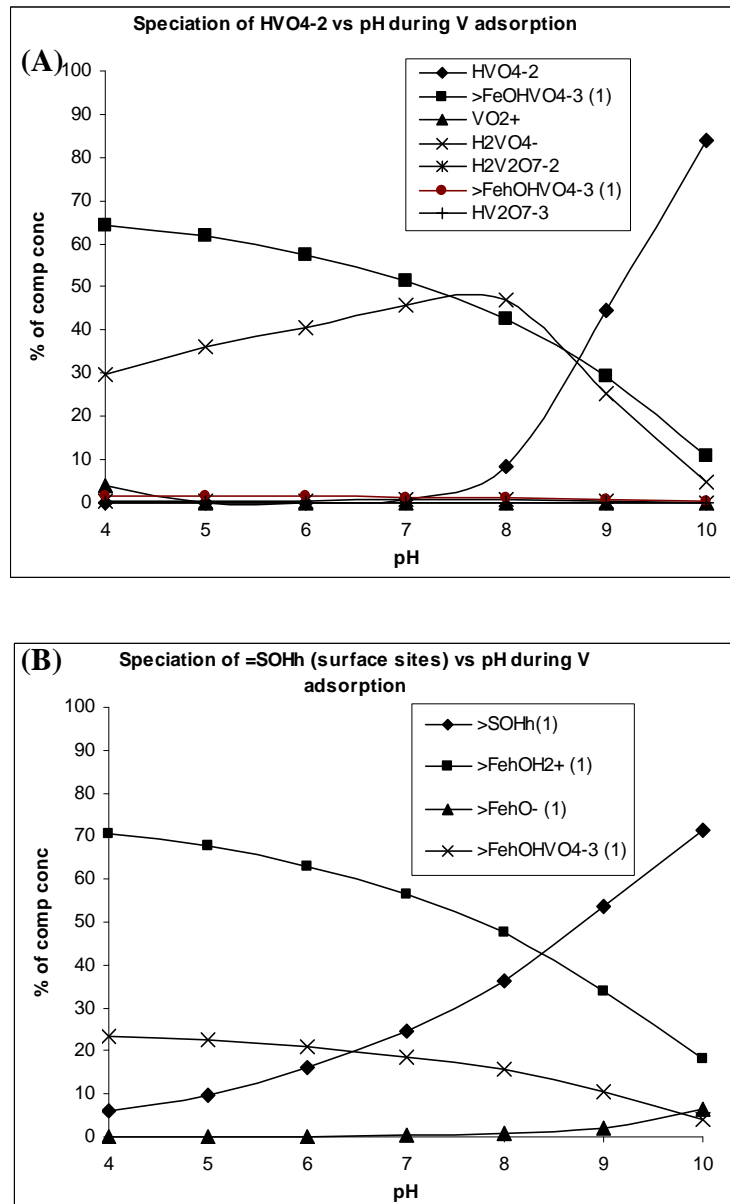 (A)
Speciation of HVO4-2 vs pH during V adsorption
HVO4-2
>FeOHVO4-3 (1)
VO2+
H2VO4-
H2V2O7-2
>FehOHVO4-3 (1)
HV2O7-3
% of comp conc
100
90
80
70
60
50
40
30
20
10
0
4 5 6 7 8 9 10
pH
(B)
Speciation of =SOHh (surface sites) vs pH during V
adsorption
>SOHh(1)
>FehOH2+ (1)
>FehO- (1)
>FehOHVO4-3 (1)
% of comp conc
100
90
80
70
60
50
40
30
20
10
0
4 5 6 7 8 9 10
pH